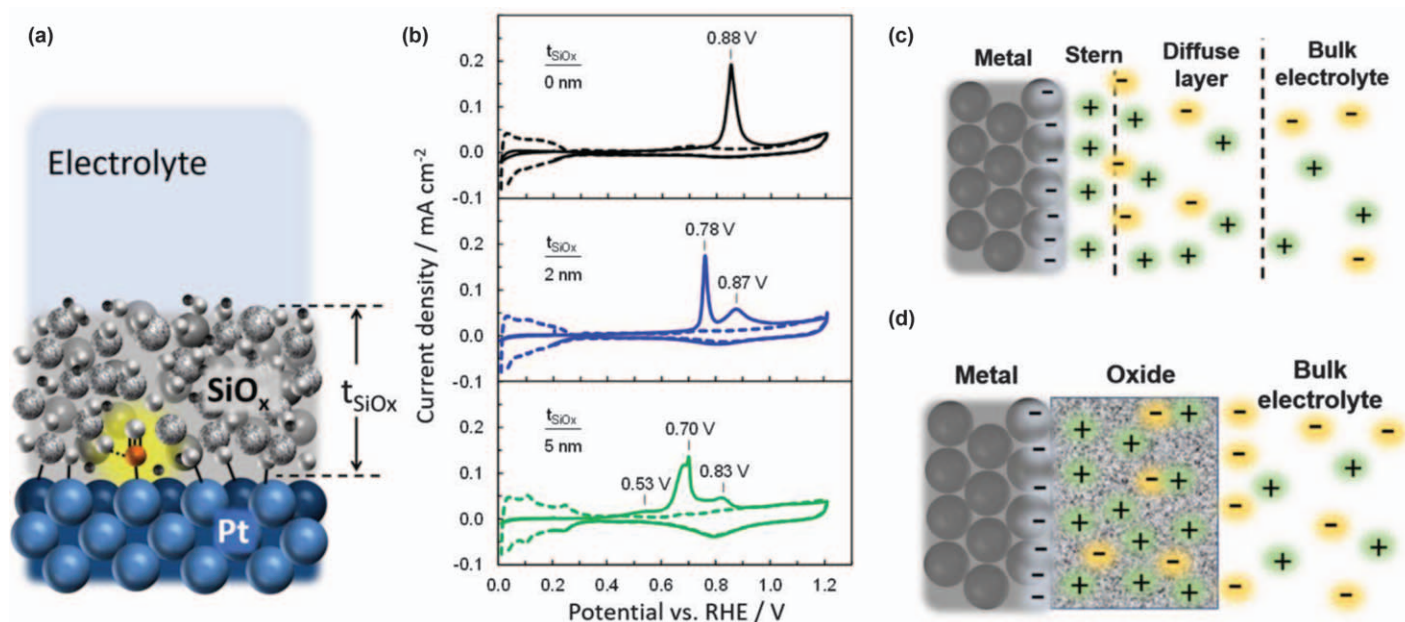 (a)
Electrolyte
SiOx
tSiOx
Pt
(b)
Current density / mA cm-2
tSiOx
0 nm
0.88 V
0.2
0.1
0.0
-0.1
tSiOx
2 nm
0.78 V
0.87 V
0.2
0.1
0.0
-0.1
tSiOx
5 nm
0.53 V
0.70 V
0.83 V
0.2
0.1
0.0
-0.1
0.0 0.2 0.4 0.6 0.8 1.0 1.2
Potential vs. RHE / V
(c)
Metal
Stern
Diffuse
layer
Bulk
electrolyte
(d)
Metal
Oxide
Bulk
electrolyte